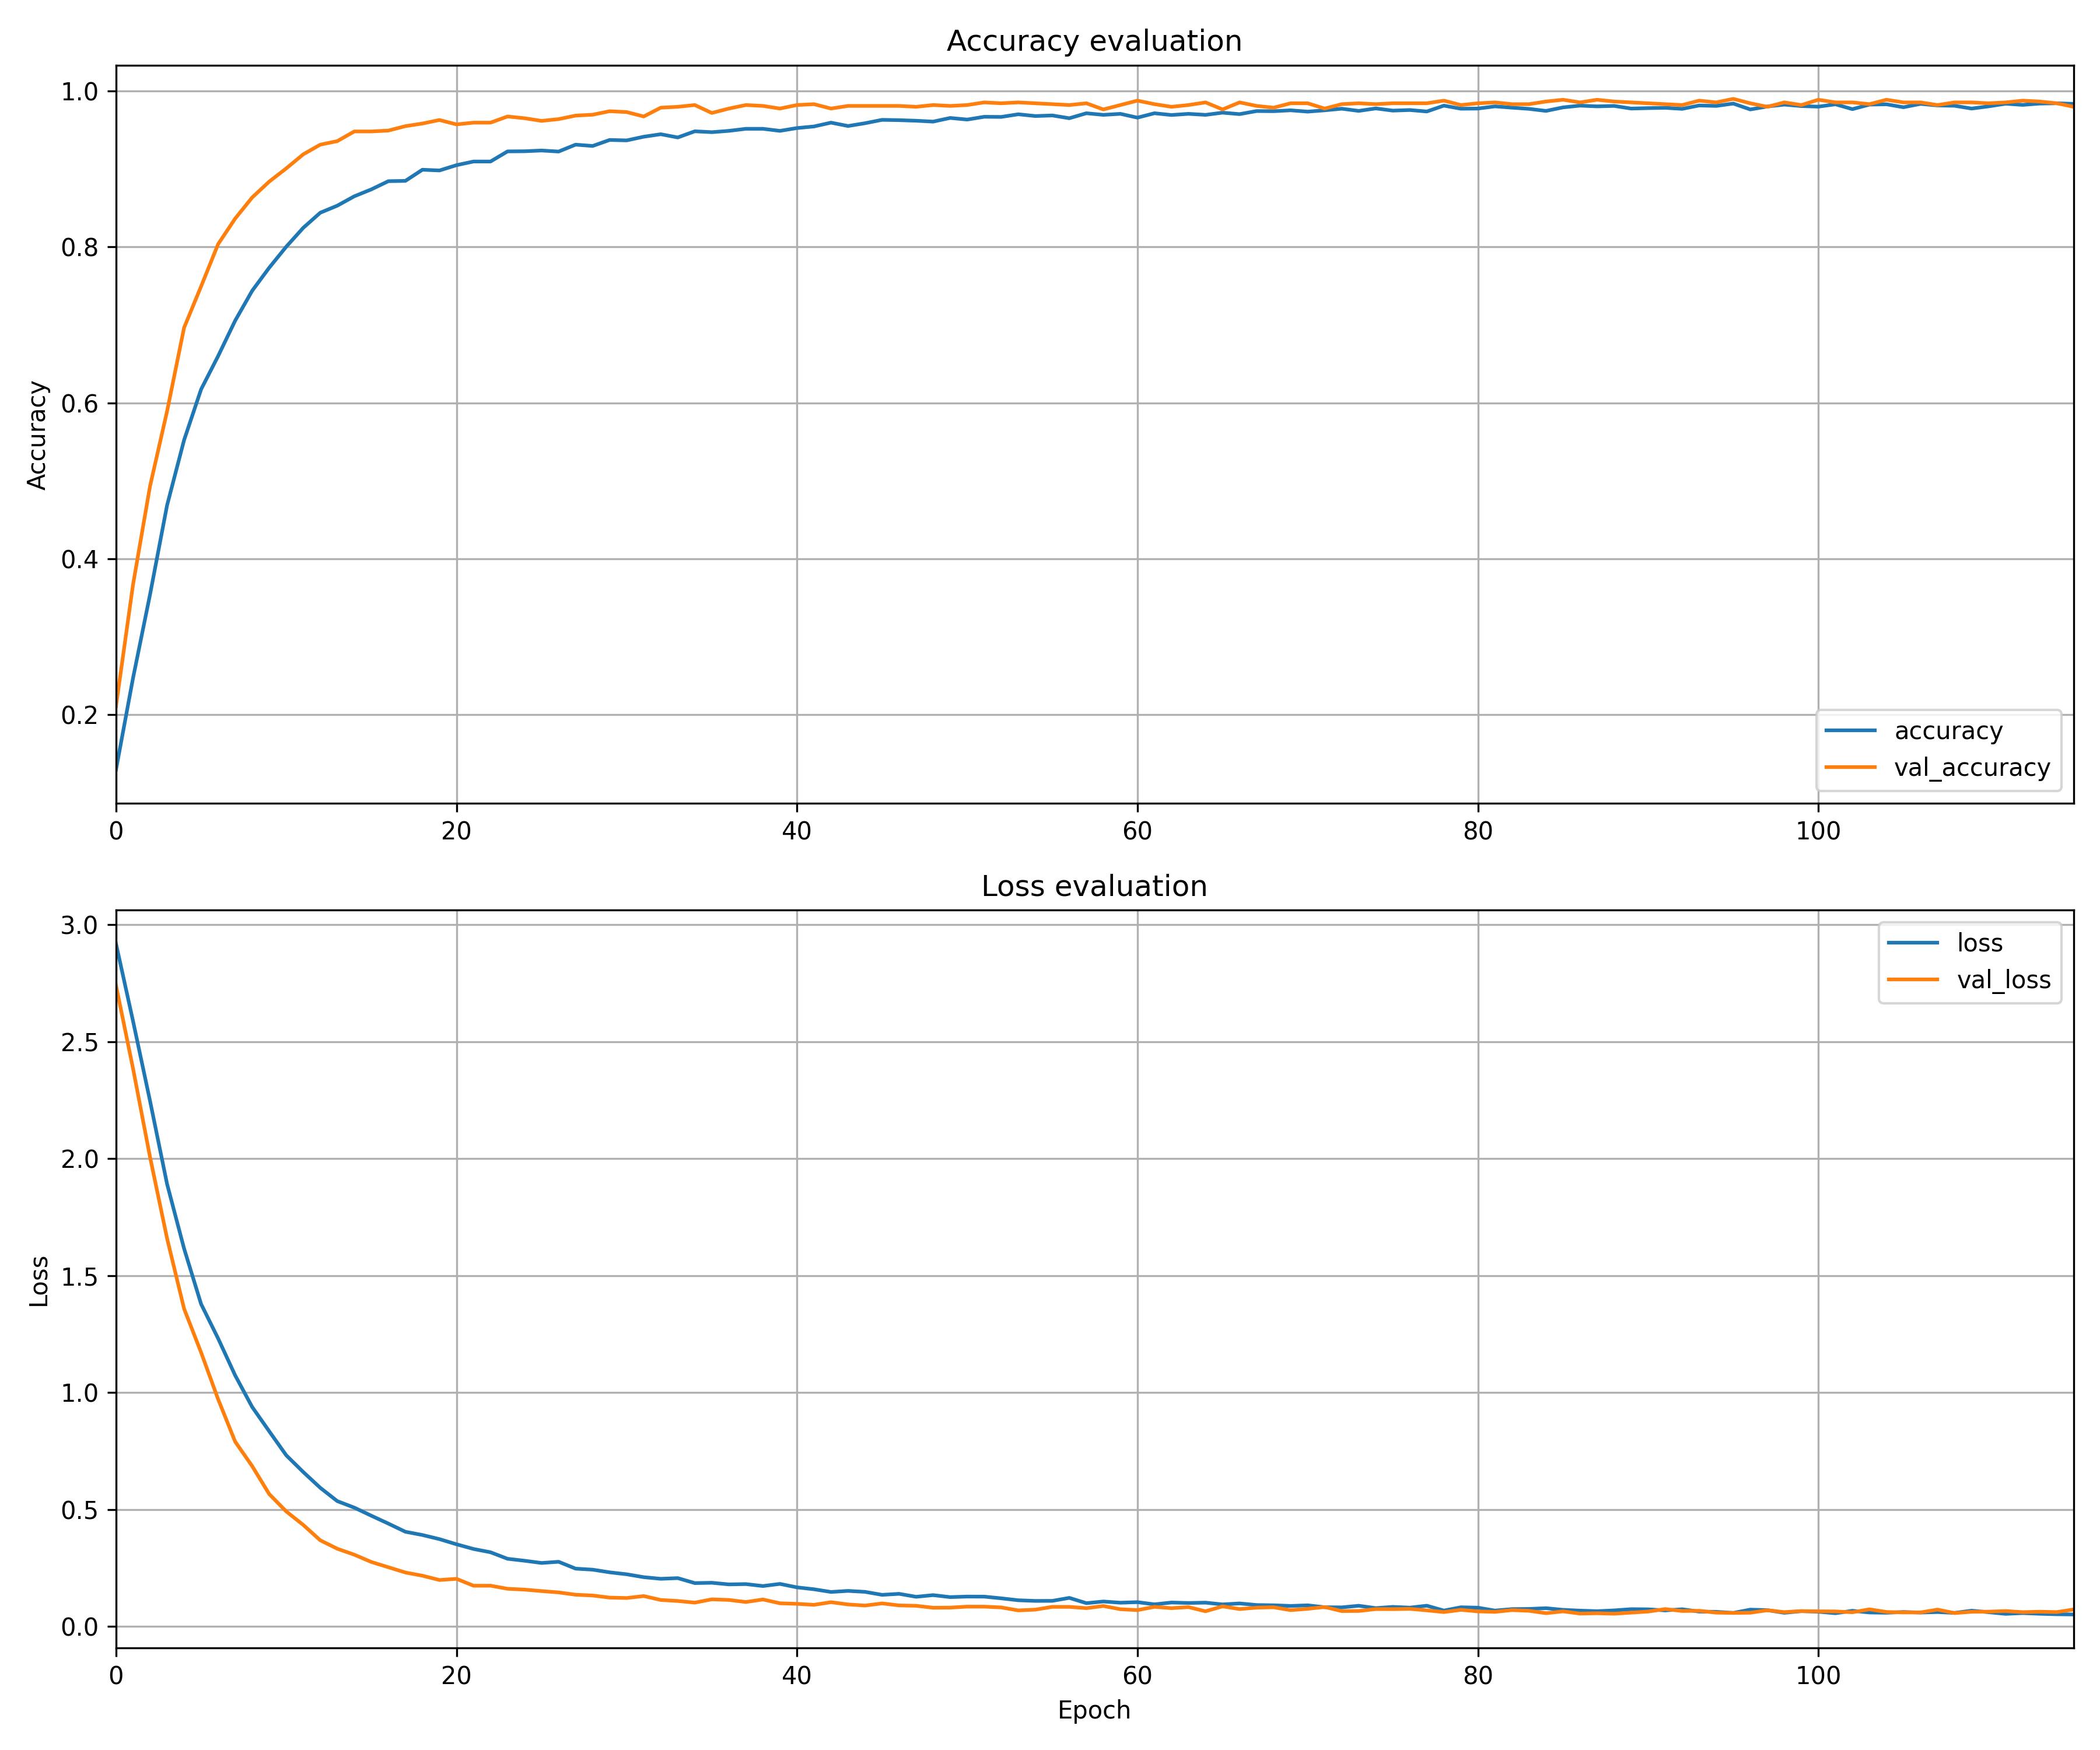 Accuracy evaluation
1.0
0.8
0.6
0.4
0.2
Accuracy
accuracy
val_accuracy
0 20 40 60 80 100
Loss evaluation
3.0
2.5
2.0
1.5
1.0
0.5
0.0
Loss
loss
val_loss
0 20 40 60 80 100
Epoch